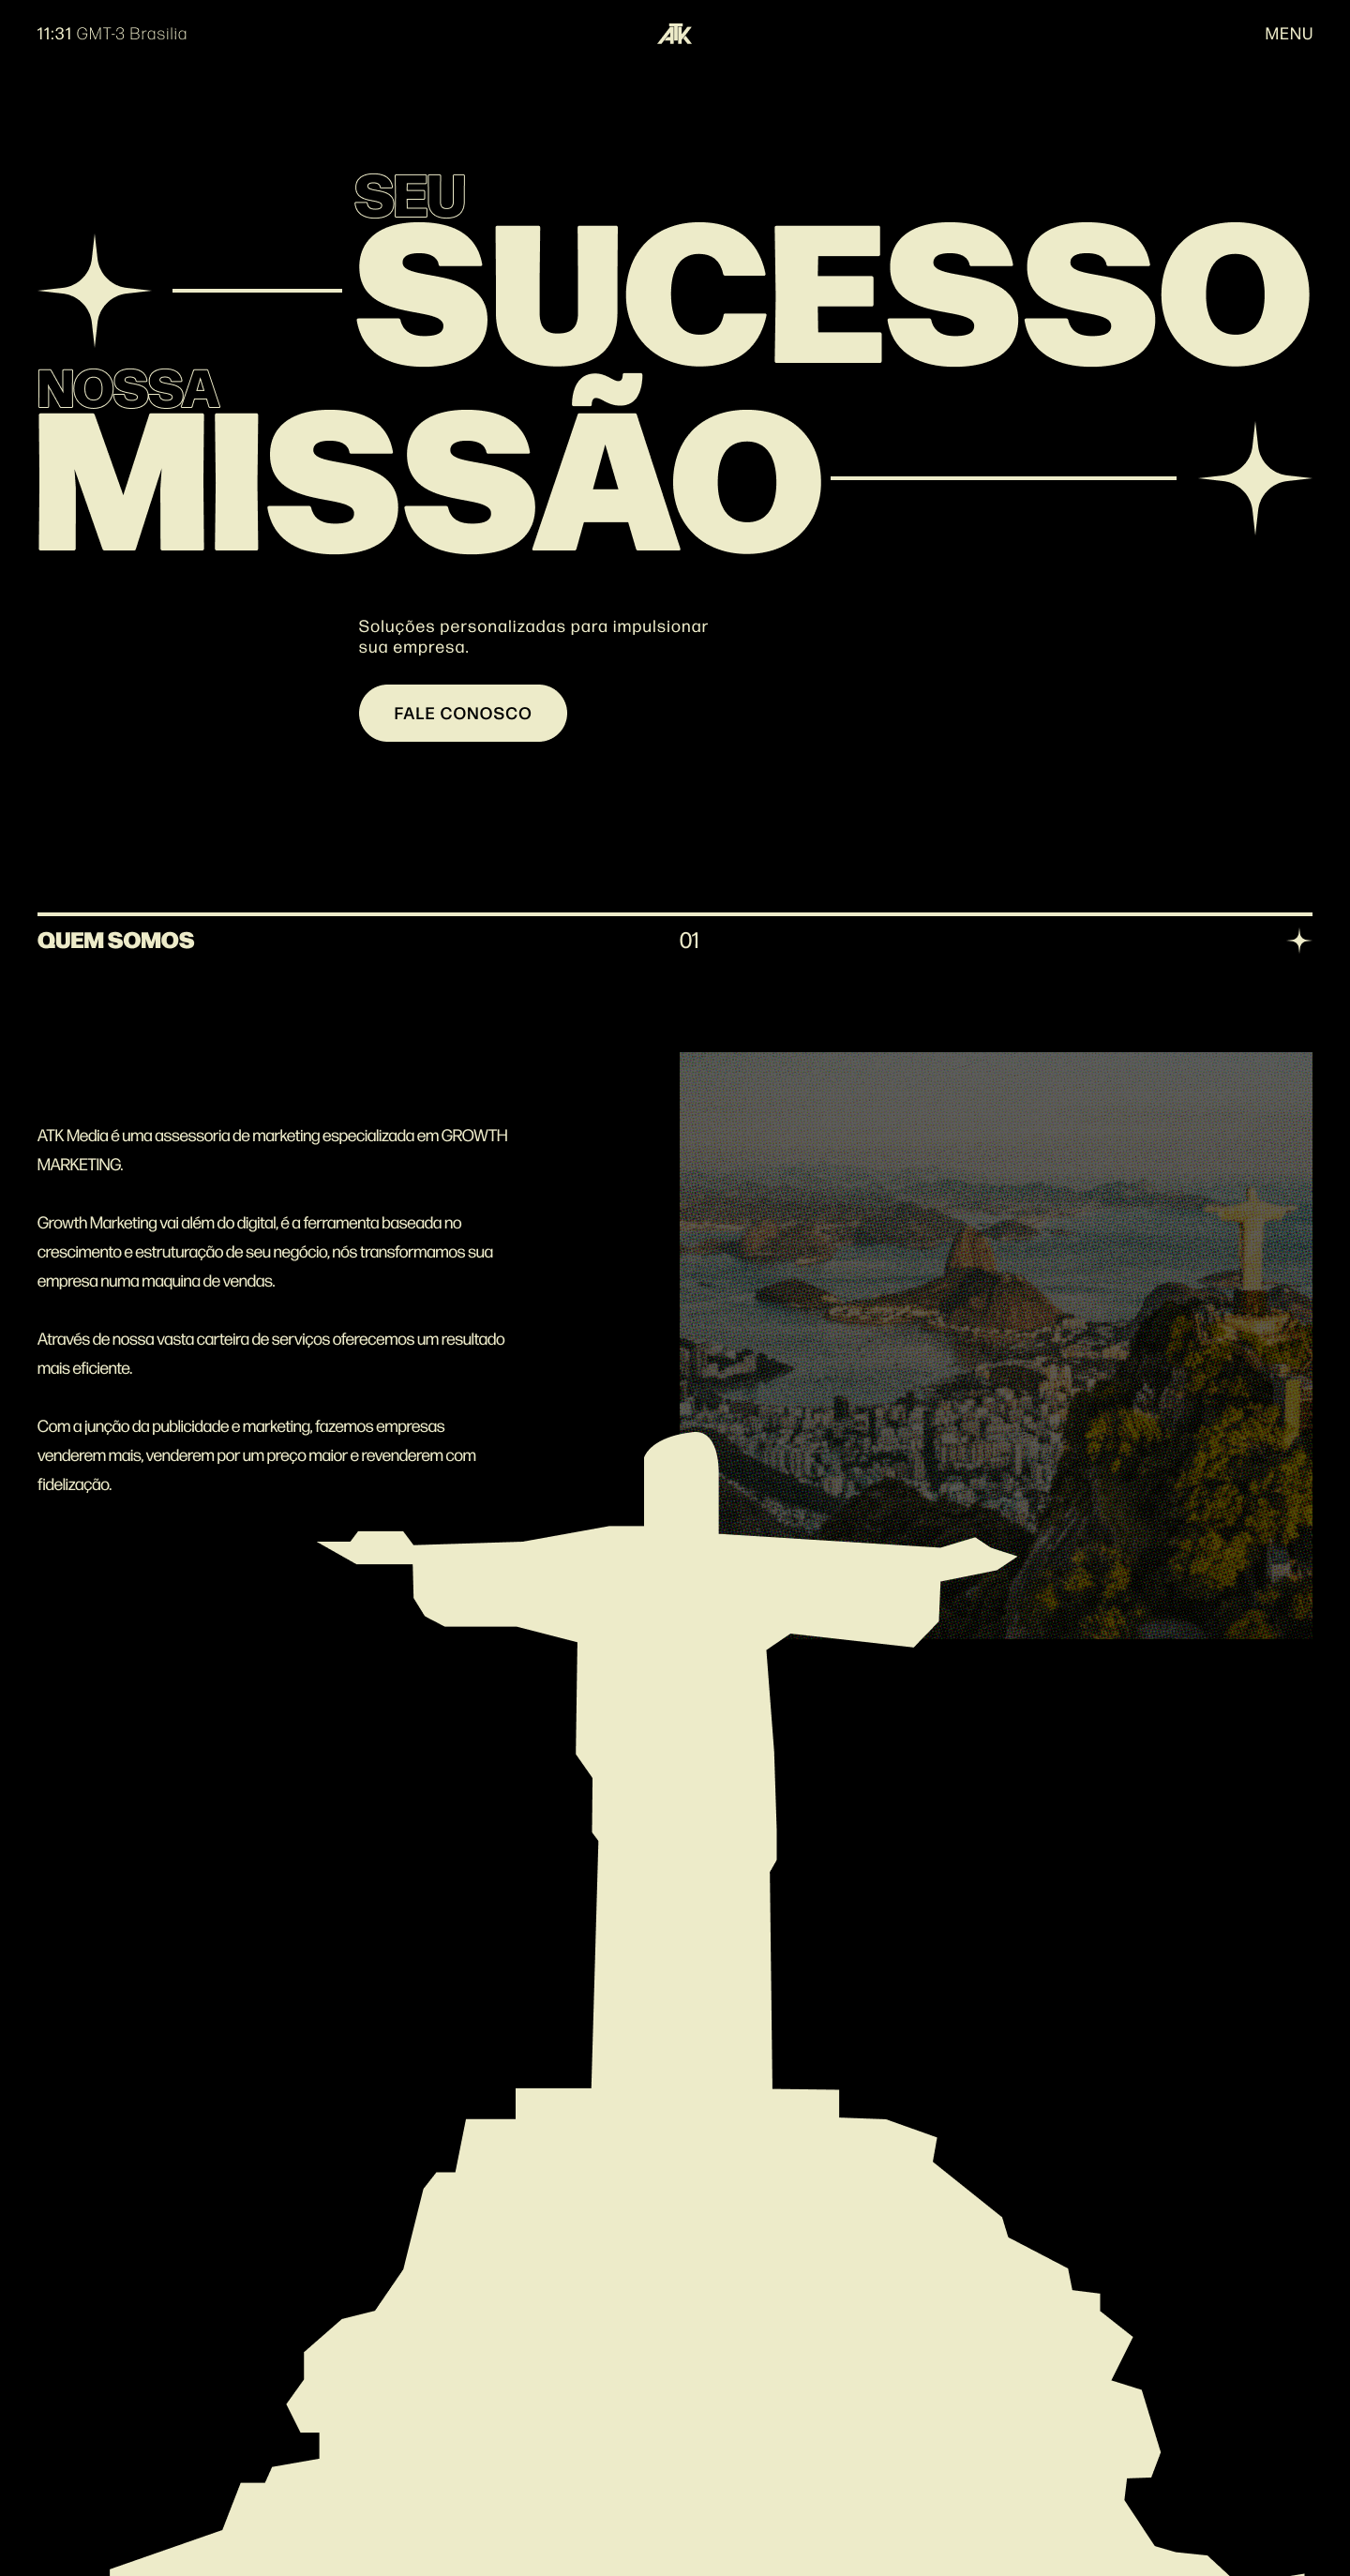 11:31 GMT-3 Brasilia
ATK
MENU
SEU
SUCESSO
NOSSA
MISSÃO
Soluções personalizadas para impulsionar
sua empresa.
FALE CONOSCO
QUEM SOMOS
01
ATK Media é uma assessoria de marketing especializada em GROWTH
MARKETING.
Growth Marketing vai além do digital, é a ferramenta baseada no
crescimento e estruturação de seu negócio, nós transformamos sua
empresa numa maquina de vendas.
Através de nossa vasta carteira de serviços oferecemos um resultado
mais eficiente.
Com a junção da publicidade e marketing, fazemos empresas
venderem mais, venderem por um preço maior e revenderem com
fidelização.